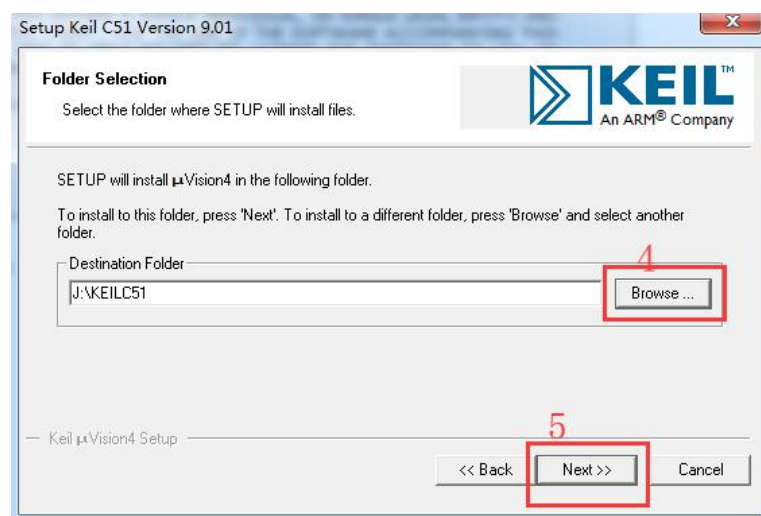 Setup Keil C51 Version 9.01
Folder Selection
Select the folder where SETUP will install files.
KEIL™
An ARM® Company
SETUP will install µVision4 in the following folder.
To install to this folder, press 'Next'. To install to a different folder, press 'Browse' and select another
folder.
4
Destination Folder
J:\KEILC51
Browse ...
Keil µVision4 Setup
5
<< Back
Next >>
Cancel